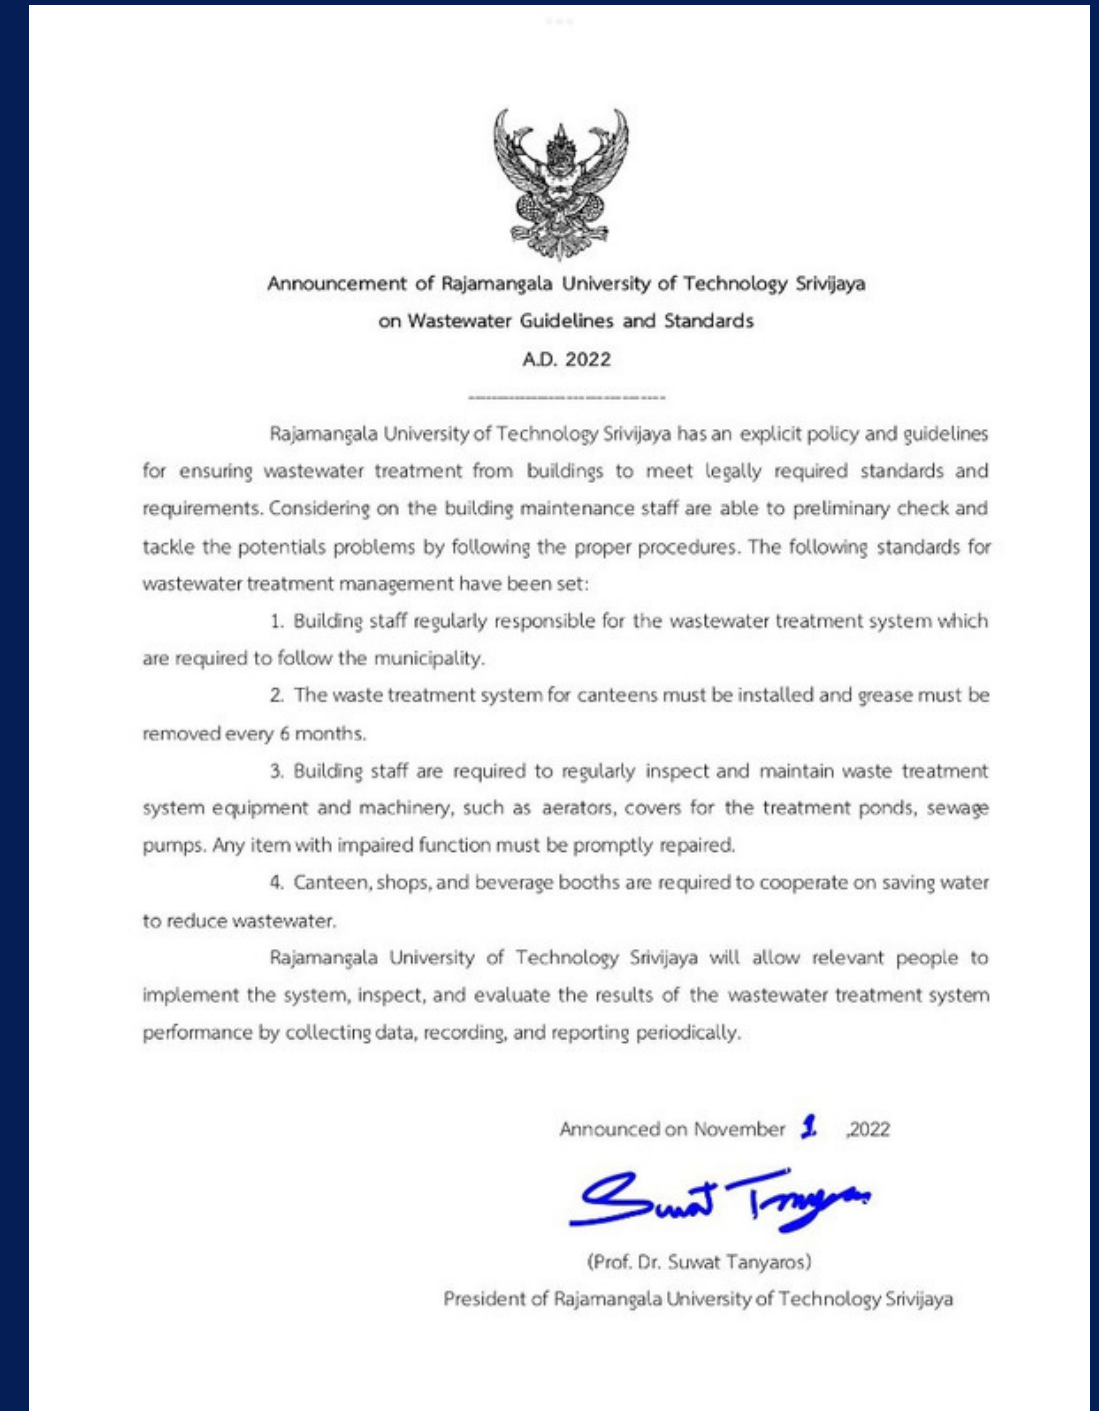 Announcement of Rajamangala University of Technology Srivijaya
on Wastewater Guidelines and Standards
A.D. 2022
--------------------------------
Rajamangala University of Technology Srivijaya has an explicit policy and guidelines
for ensuring wastewater treatment from buildings to meet legally required standards and
requirements. Considering on the building maintenance staff are able to preliminary check and
tackle the potentials problems by following the proper procedures. The following standards for
wastewater treatment management have been set:
1. Building staff regularly responsible for the wastewater treatment system which
are required to follow the municipality.
2. The waste treatment system for canteens must be installed and grease must be
removed every 6 months.
3. Building staff are required to regularly inspect and maintain waste treatment
system equipment and machinery, such as aerators, covers for the treatment ponds, sewage
pumps. Any item with impaired function must be promptly repaired.
4. Canteen, shops, and beverage booths are required to cooperate on saving water
to reduce wastewater.
Rajamangala University of Technology Srivijaya will allow relevant people to
implement the system, inspect, and evaluate the results of the wastewater treatment system
performance by collecting data, recording, and reporting periodically.
Announced on November 1 ,2022
Suwat Tanyaros
(Prof. Dr. Suwat Tanyaros)
President of Rajamangala University of Technology Srivijaya